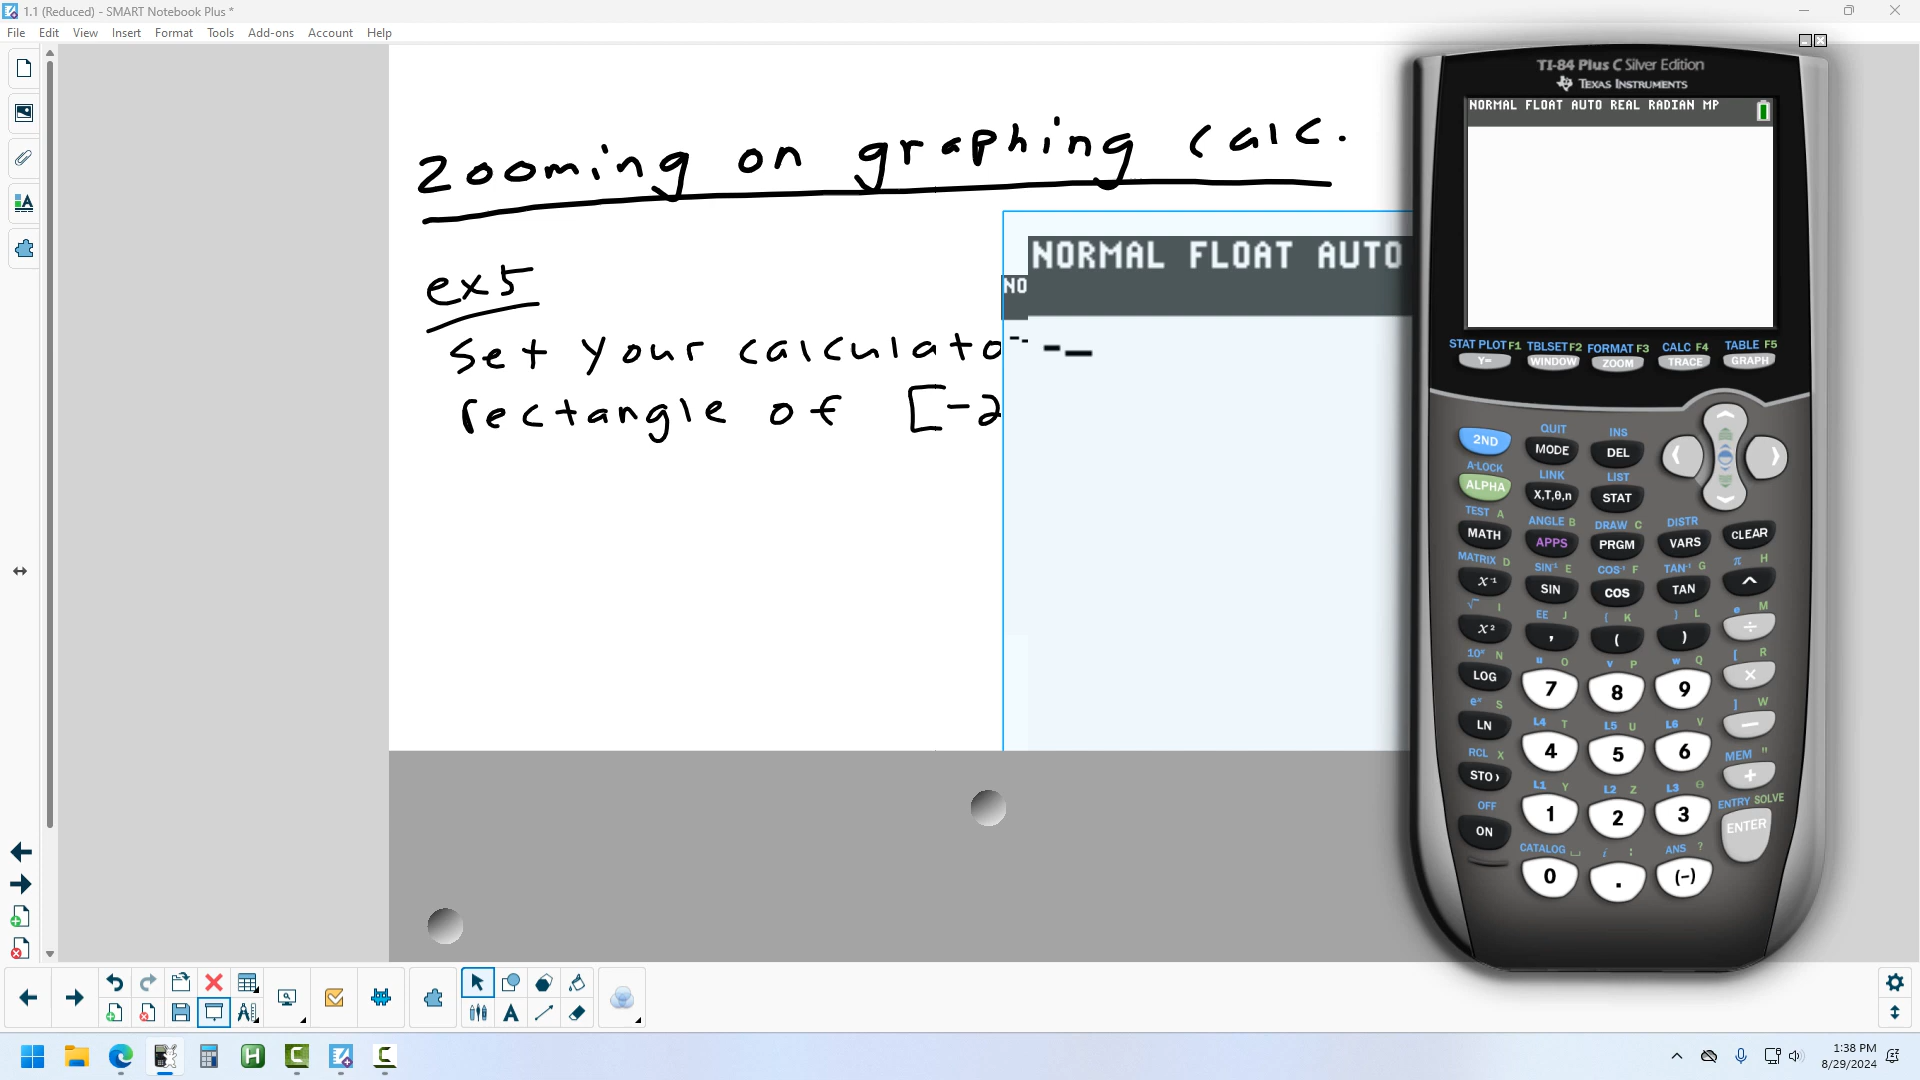 1.1 (Reduced) - SMART Notebook Plus *
File Edit View Insert Format Tools Add-ons Account Help
zooming on graphing calc.
ex5
Set your calculato
rectangle of [-2
NORMAL FLOAT AUTO
NO
TI-84 Plus C Silver Edition
TEXAS INSTRUMENTS
NORMAL FLOAT AUTO REAL RADIAN MP
STAT PLOT F1 TBLSET F2 FORMAT F3 CALC F4 TABLE F5
Y= WINDOW ZOOM TRACE GRAPH
QUIT INS
2ND MODE DEL
A-LOCK LINK LIST
ALPHA X,T,θ,n STAT
TEST A ANGLE B DRAW C DISTR
MATH APPS PRGM VARS CLEAR
MATRIX D SIN⁻¹ E COS⁻¹ F TAN⁻¹ G π H
x⁻¹ SIN COS TAN ^
√ I EE J { K } L e M
x² , ( ) ÷
10ˣ N u O v P w Q [ R
LOG 7 8 9 ×
eˣ S L4 T L5 U L6 V ] W
LN 4 5 6 −
RCL X L1 Y L2 Z L3 θ MEM "
STO› 1 2 3 +
OFF CATALOG i : ANS ? ENTRY SOLVE
ON 0 . (-) ENTER
1:38 PM
8/29/2024